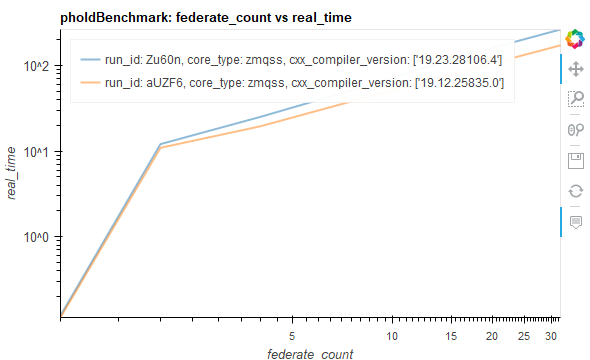 pholdBenchmark: federate_count vs real_time
run_id: Zu60n, core_type: zmqss, cxx_compiler_version: ['19.23.28106.4']
run_id: aUZF6, core_type: zmqss, cxx_compiler_version: ['19.12.25835.0']
10^2
10^1
10^0
real_time
5 10 15 20 25 30
federate_count